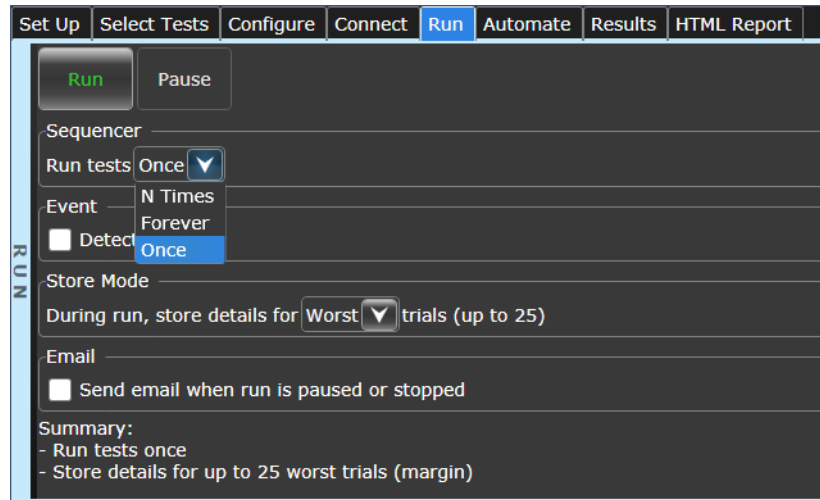 Set Up Select Tests Configure Connect Run Automate Results HTML Report
Run Pause
Sequencer
Run tests Once
N Times
Forever
Once
Event
Detect
RUN
Store Mode
During run, store details for Worst trials (up to 25)
Email
Send email when run is paused or stopped
Summary:
- Run tests once
- Store details for up to 25 worst trials (margin)